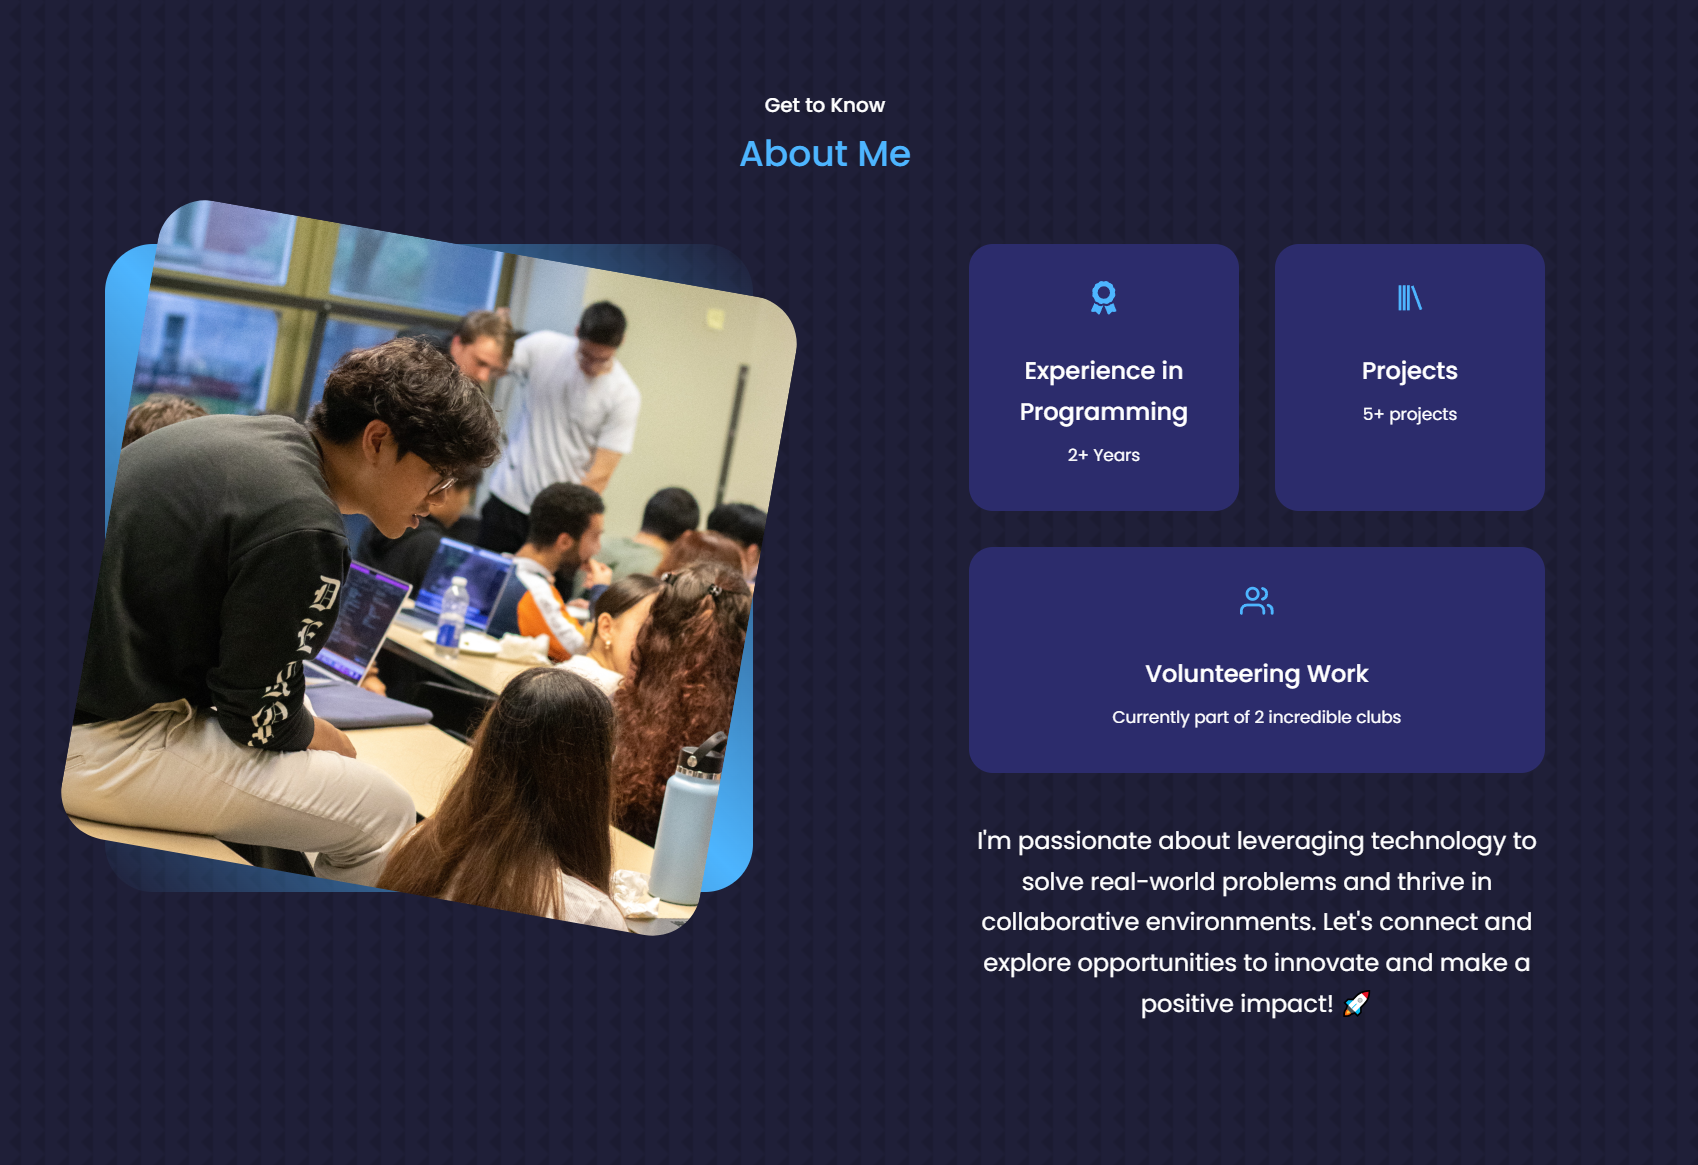 Get to Know
About Me
Experience in
Programming
2+ Years
Projects
5+ projects
Volunteering Work
Currently part of 2 incredible clubs
I'm passionate about leveraging technology to
solve real-world problems and thrive in
collaborative environments. Let's connect and
explore opportunities to innovate and make a
positive impact! 🚀